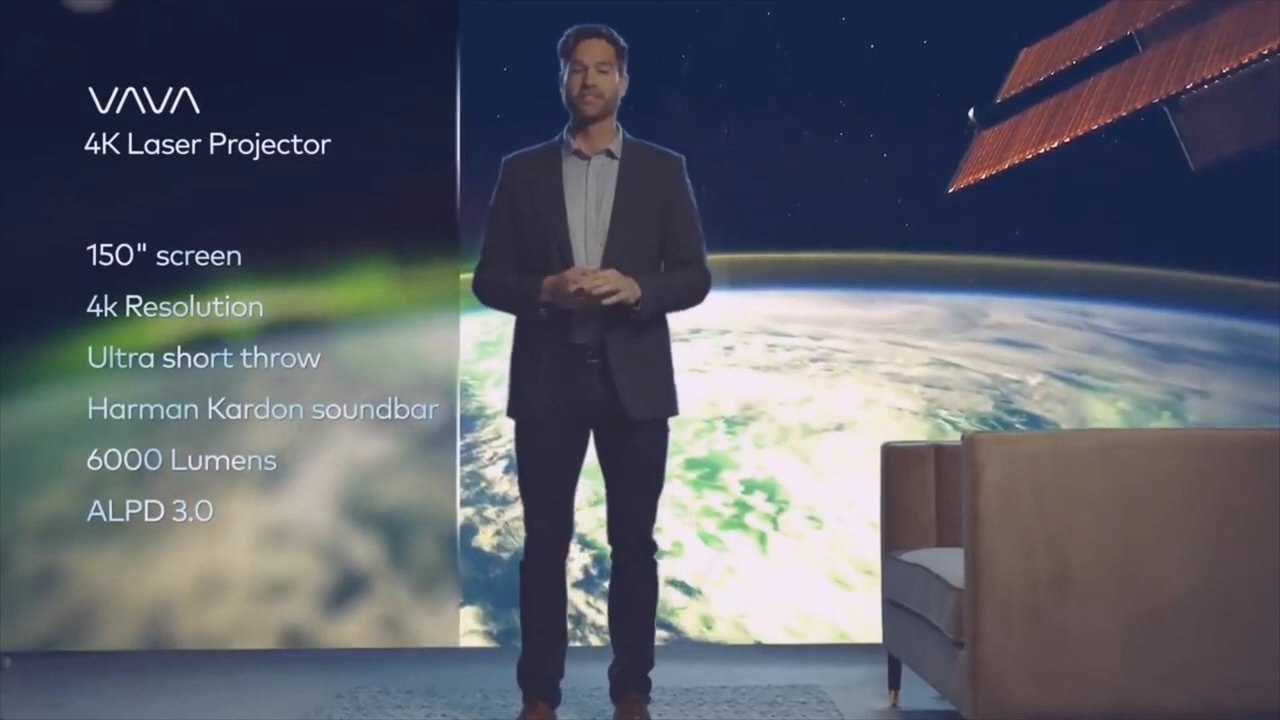 VAVA
4K Laser Projector
150" screen
4k Resolution
Ultra short throw
Harman Kardon soundbar
6000 Lumens
ALPD 3.0